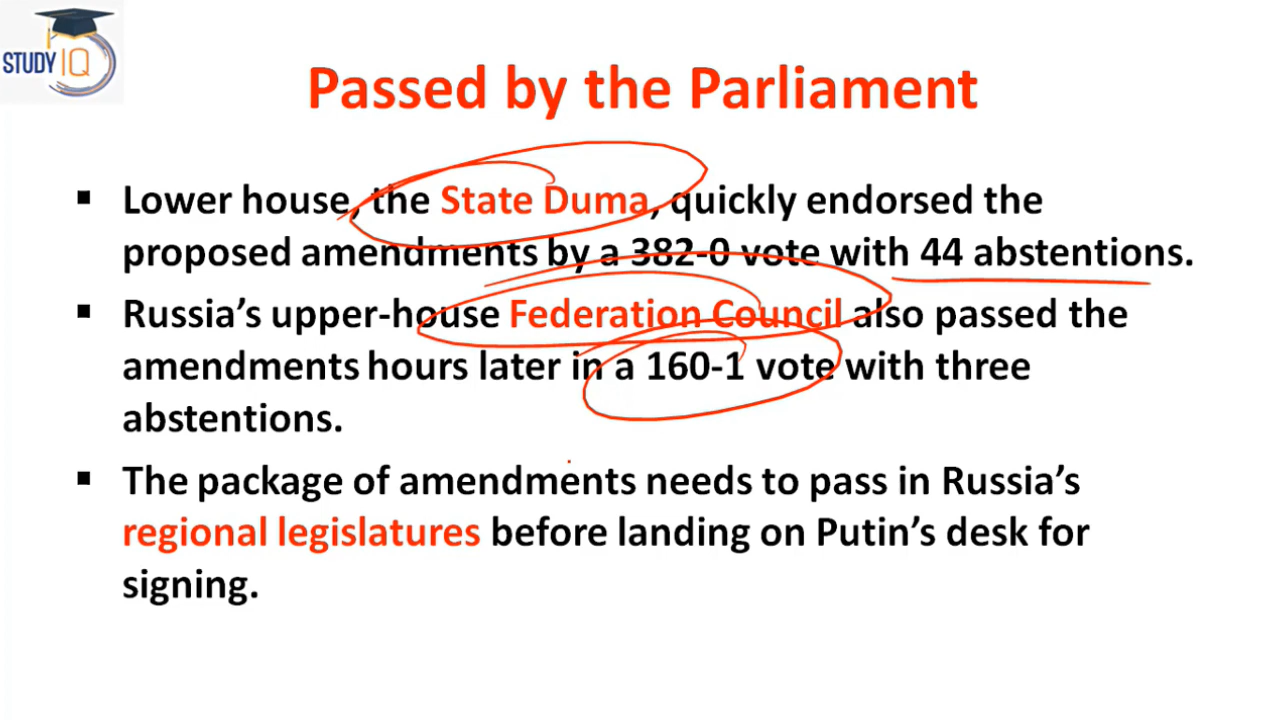 STUDY IQ
Passed by the Parliament
▪ Lower house, the State Duma, quickly endorsed the
proposed amendments by a 382-0 vote with 44 abstentions.
▪ Russia’s upper-house Federation Council also passed the
amendments hours later in a 160-1 vote with three
abstentions.
▪ The package of amendments needs to pass in Russia’s
regional legislatures before landing on Putin’s desk for
signing.